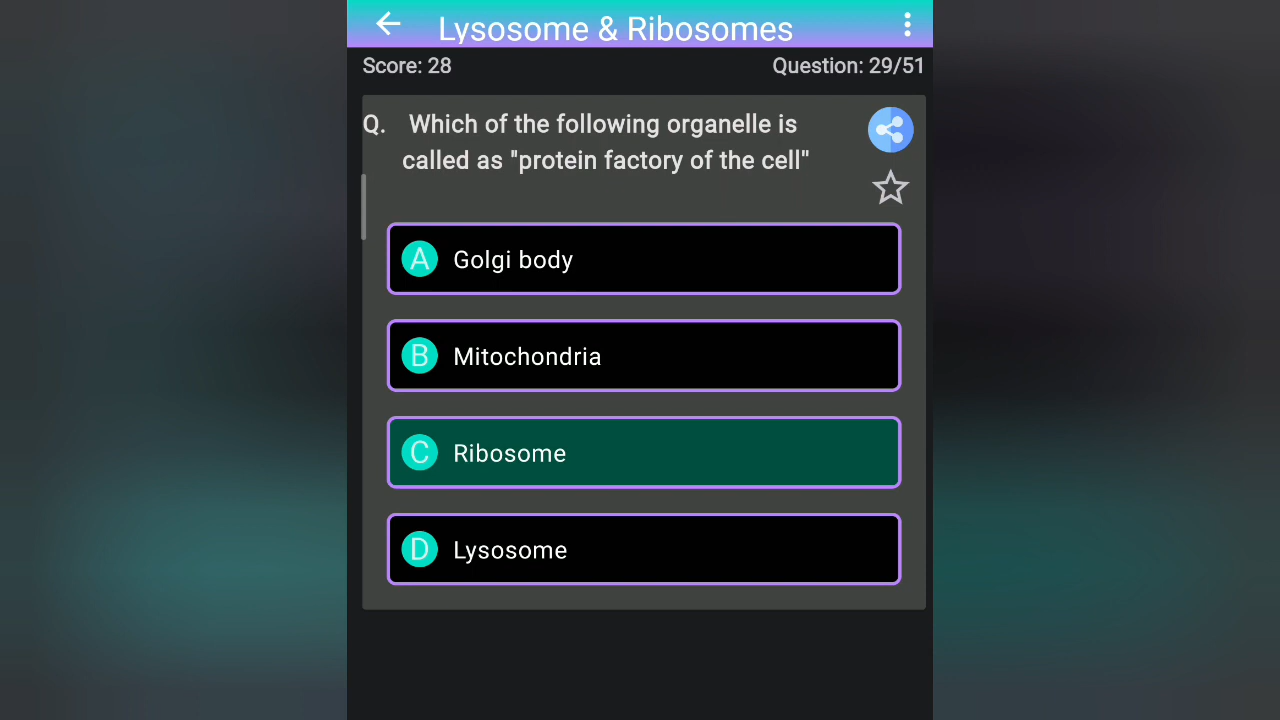 Lysosome & Ribosomes
Score: 28
Question: 29/51
Q. Which of the following organelle is
called as "protein factory of the cell"
A Golgi body
B Mitochondria
C Ribosome
D Lysosome